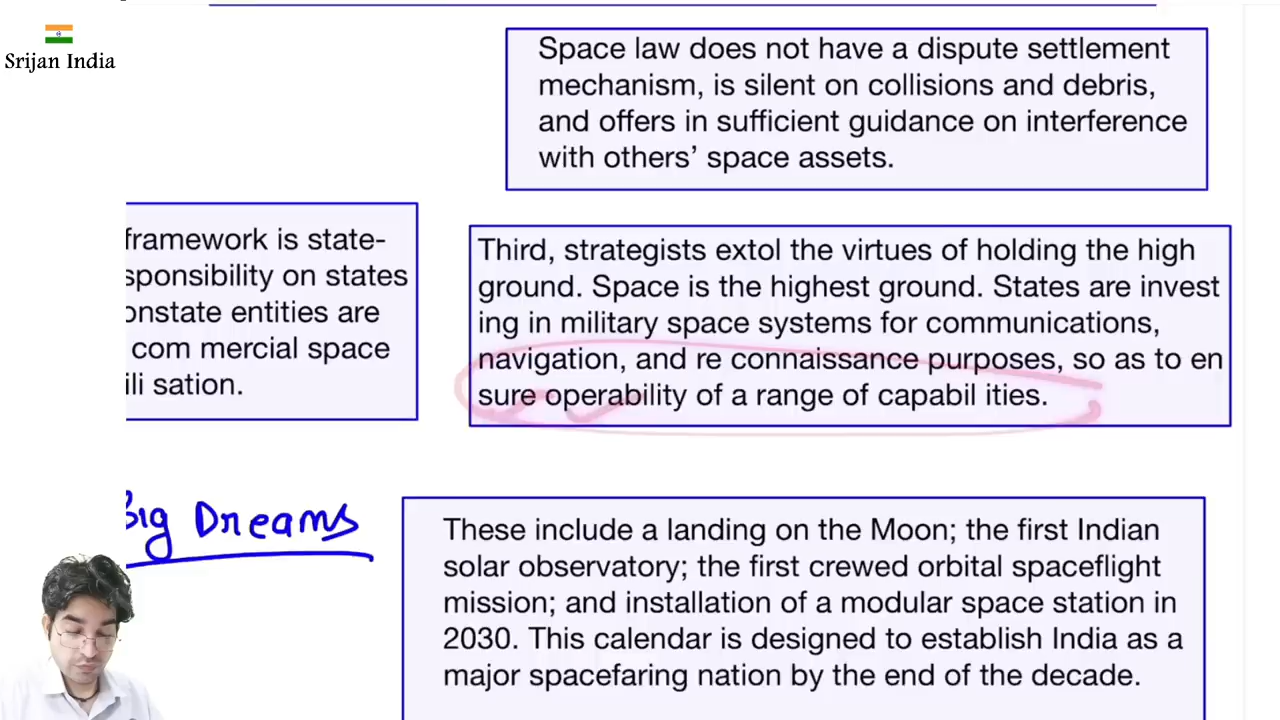 Srijan India
Space law does not have a dispute settlement
mechanism, is silent on collisions and debris,
and offers in sufficient guidance on interference
with others’ space assets.
framework is state-
sponsibility on states
onstate entities are
com mercial space
ili sation.
Third, strategists extol the virtues of holding the high
ground. Space is the highest ground. States are invest
ing in military space systems for communications,
navigation, and re connaissance purposes, so as to en
sure operability of a range of capabil ities.
Big Dreams
These include a landing on the Moon; the first Indian
solar observatory; the first crewed orbital spaceflight
mission; and installation of a modular space station in
2030. This calendar is designed to establish India as a
major spacefaring nation by the end of the decade.